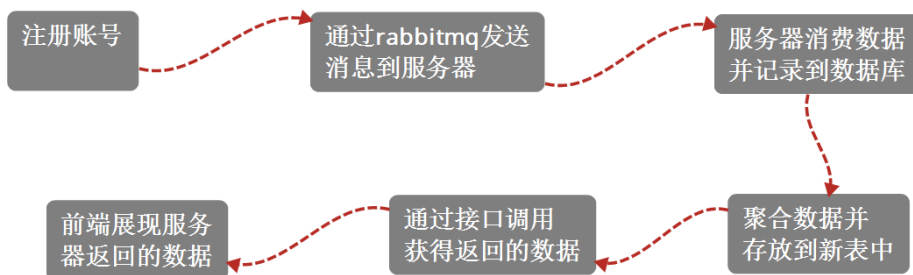 注册账号
通过rabbitmq发送
消息到服务器
服务器消费数据
并记录到数据库
聚合数据并
存放到新表中
通过接口调用
获得返回的数据
前端展现服务
器返回的数据